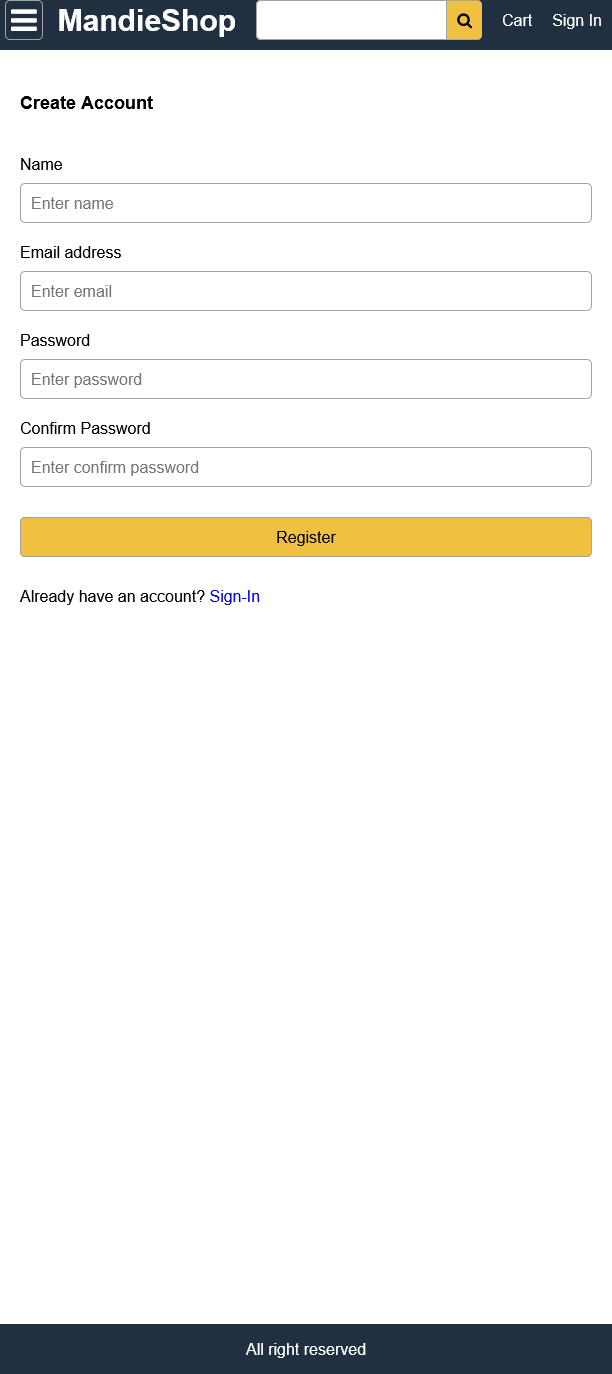 MandieShop
Cart
Sign In
Create Account
Name
Enter name
Email address
Enter email
Password
Enter password
Confirm Password
Enter confirm password
Register
Already have an account? Sign-In
All right reserved